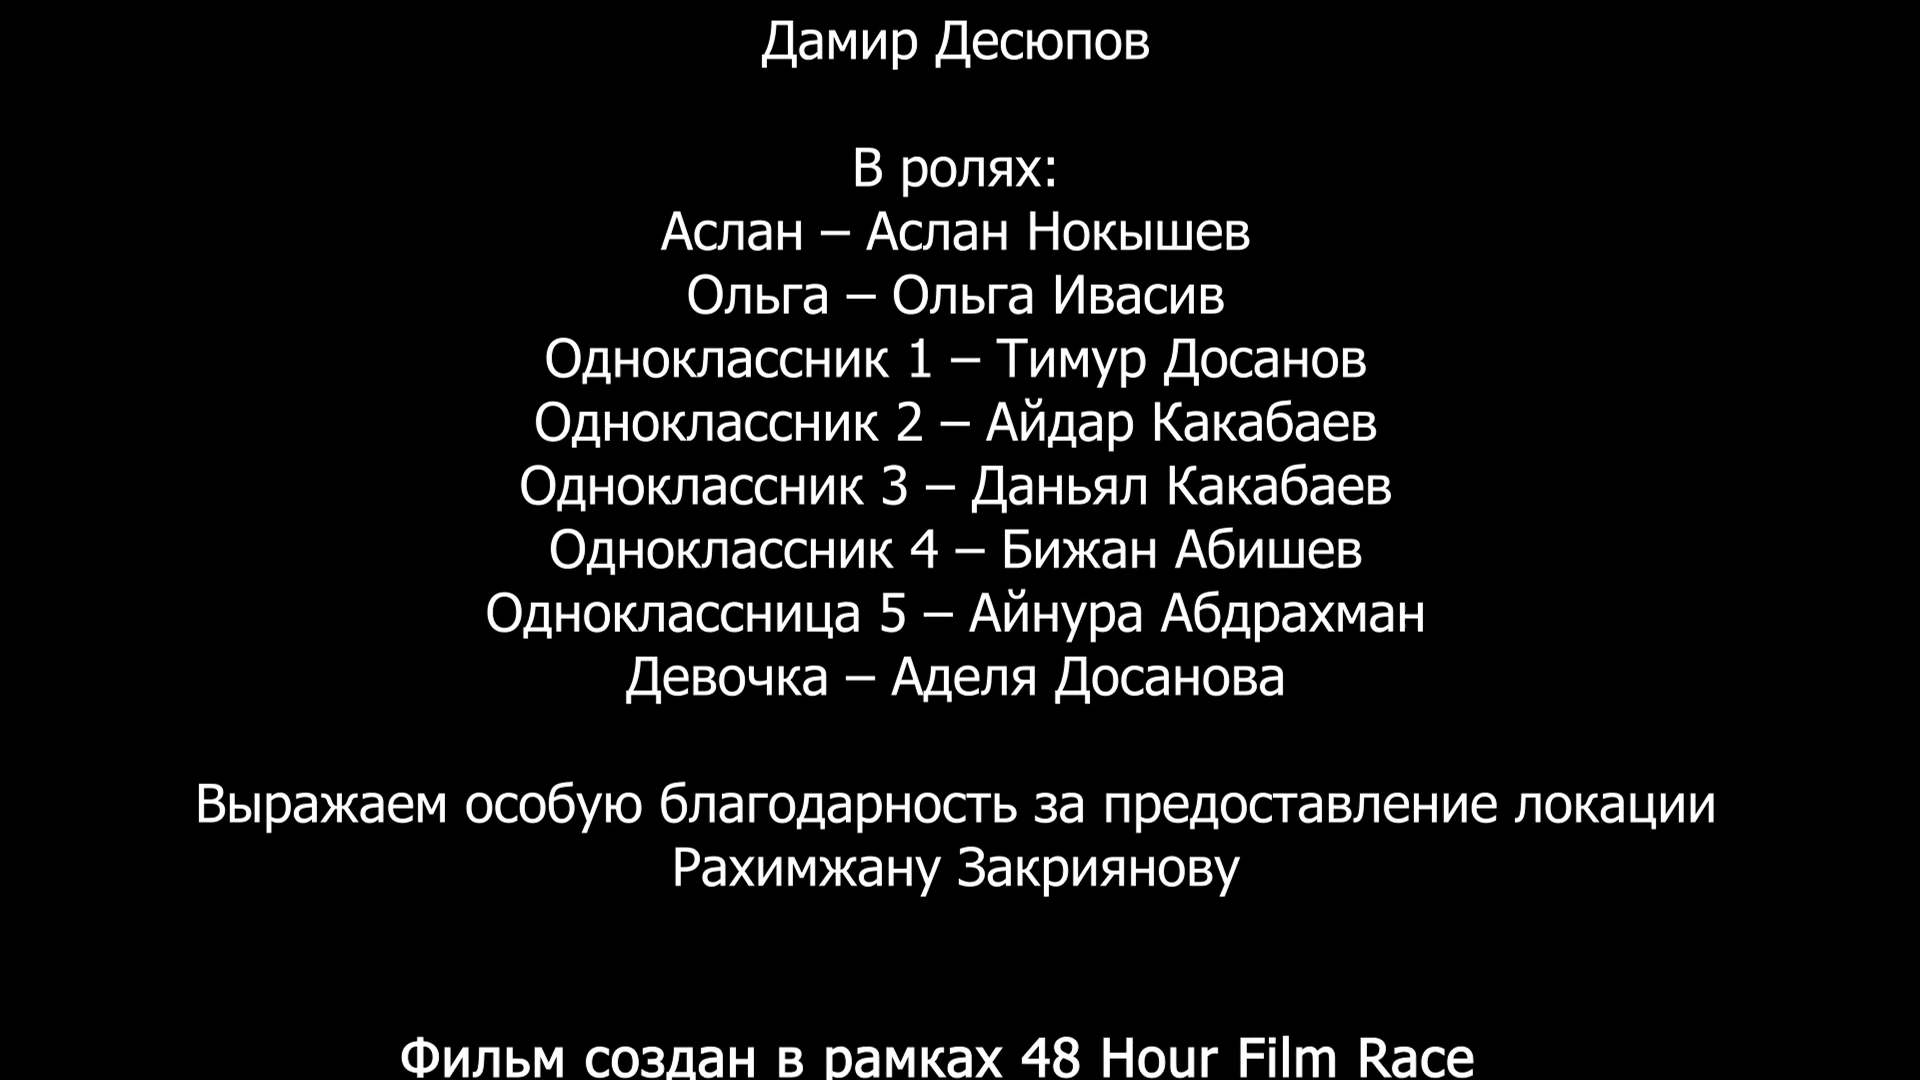 Дамир Десюпов
В ролях:
Аслан – Аслан Нокышев
Ольга – Ольга Ивасив
Одноклассник 1 – Тимур Досанов
Одноклассник 2 – Айдар Какабаев
Одноклассник 3 – Даньял Какабаев
Одноклассник 4 – Бижан Абишев
Одноклассница 5 – Айнура Абдрахман
Девочка – Аделя Досанова
Выражаем особую благодарность за предоставление локации
Рахимжану Закриянову
Фильм создан в рамках 48 Hour Film Race